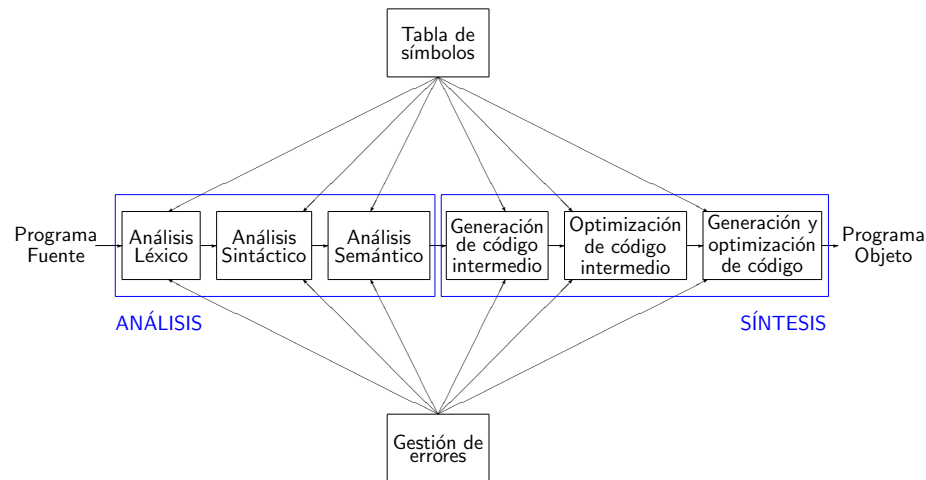 Tabla de
símbolos
Programa
Fuente
Análisis
Léxico
Análisis
Sintáctico
Análisis
Semántico
Generación
de código
intermedio
Optimización
de código
intermedio
Generación y
optimización
de código
Programa
Objeto
ANÁLISIS
SÍNTESIS
Gestión de
errores